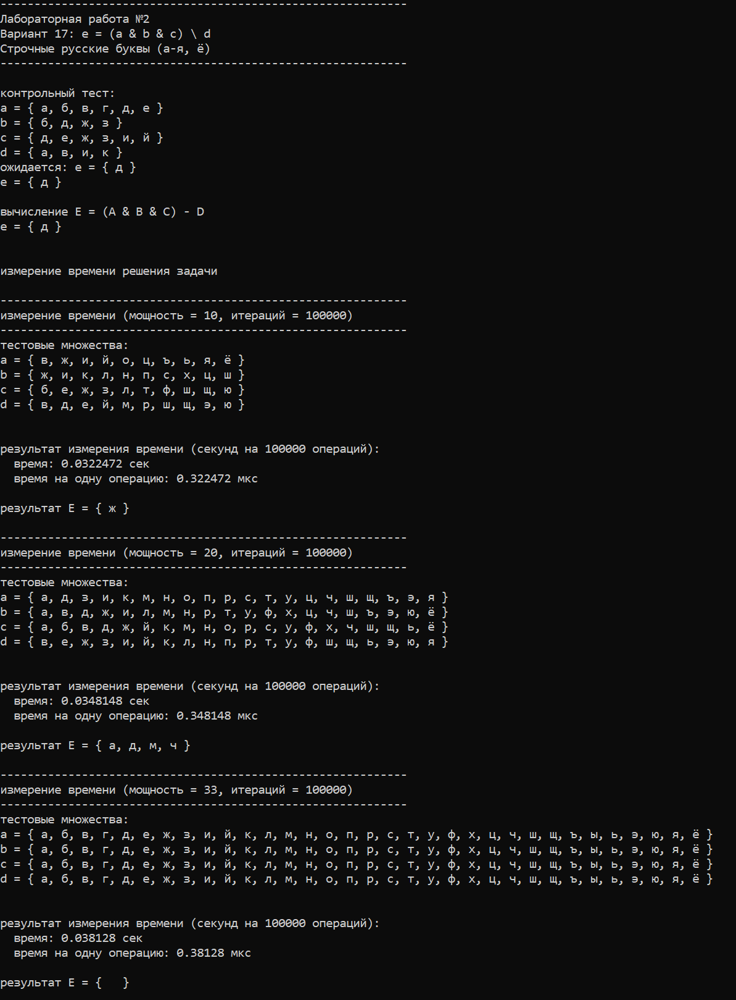 ------------------------------------------------------------
Лабораторная работа №2
Вариант 17: e = (a & b & c) \ d
Строчные русские буквы (а-я, ё)
------------------------------------------------------------
контрольный тест:
a = { а, б, в, г, д, е }
b = { б, д, ж, з }
c = { д, е, ж, з, и, й }
d = { а, в, и, к }
ожидается: e = { д }
e = { д }
вычисление E = (A & B & C) - D
e = { д }
измерение времени решения задачи
------------------------------------------------------------
измерение времени (мощность = 10, итераций = 100000)
------------------------------------------------------------
тестовые множества:
a = { в, ж, и, й, о, ц, ъ, ь, я, ё }
b = { ж, и, к, л, н, п, с, х, ц, ш }
c = { б, е, ж, з, л, т, ф, ш, щ, ю }
d = { в, д, е, й, м, р, ш, щ, э, ю }
результат измерения времени (секунд на 100000 операций):
  время: 0.0322472 сек
  время на одну операцию: 0.322472 мкс
результат E = { ж }
------------------------------------------------------------
измерение времени (мощность = 20, итераций = 100000)
------------------------------------------------------------
тестовые множества:
a = { а, д, з, и, к, м, н, о, п, р, с, т, у, ц, ч, ш, щ, ъ, э, я }
b = { а, в, д, ж, и, л, м, н, р, т, у, ф, х, ц, ч, ш, ъ, э, ю, ё }
c = { а, б, в, д, ж, й, к, м, н, о, р, с, у, ф, х, ч, ш, щ, ь, ё }
d = { в, е, ж, з, и, й, к, л, н, п, р, т, у, ф, ш, щ, ь, э, ю, я }
результат измерения времени (секунд на 100000 операций):
  время: 0.0348148 сек
  время на одну операцию: 0.348148 мкс
результат E = { а, д, м, ч }
------------------------------------------------------------
измерение времени (мощность = 33, итераций = 100000)
------------------------------------------------------------
тестовые множества:
a = { а, б, в, г, д, е, ж, з, и, й, к, л, м, н, о, п, р, с, т, у, ф, х, ц, ч, ш, щ, ъ, ы, ь, э, ю, я, ё }
b = { а, б, в, г, д, е, ж, з, и, й, к, л, м, н, о, п, р, с, т, у, ф, х, ц, ч, ш, щ, ъ, ы, ь, э, ю, я, ё }
c = { а, б, в, г, д, е, ж, з, и, й, к, л, м, н, о, п, р, с, т, у, ф, х, ц, ч, ш, щ, ъ, ы, ь, э, ю, я, ё }
d = { а, б, в, г, д, е, ж, з, и, й, к, л, м, н, о, п, р, с, т, у, ф, х, ц, ч, ш, щ, ъ, ы, ь, э, ю, я, ё }
результат измерения времени (секунд на 100000 операций):
  время: 0.038128 сек
  время на одну операцию: 0.38128 мкс
результат E = {   }